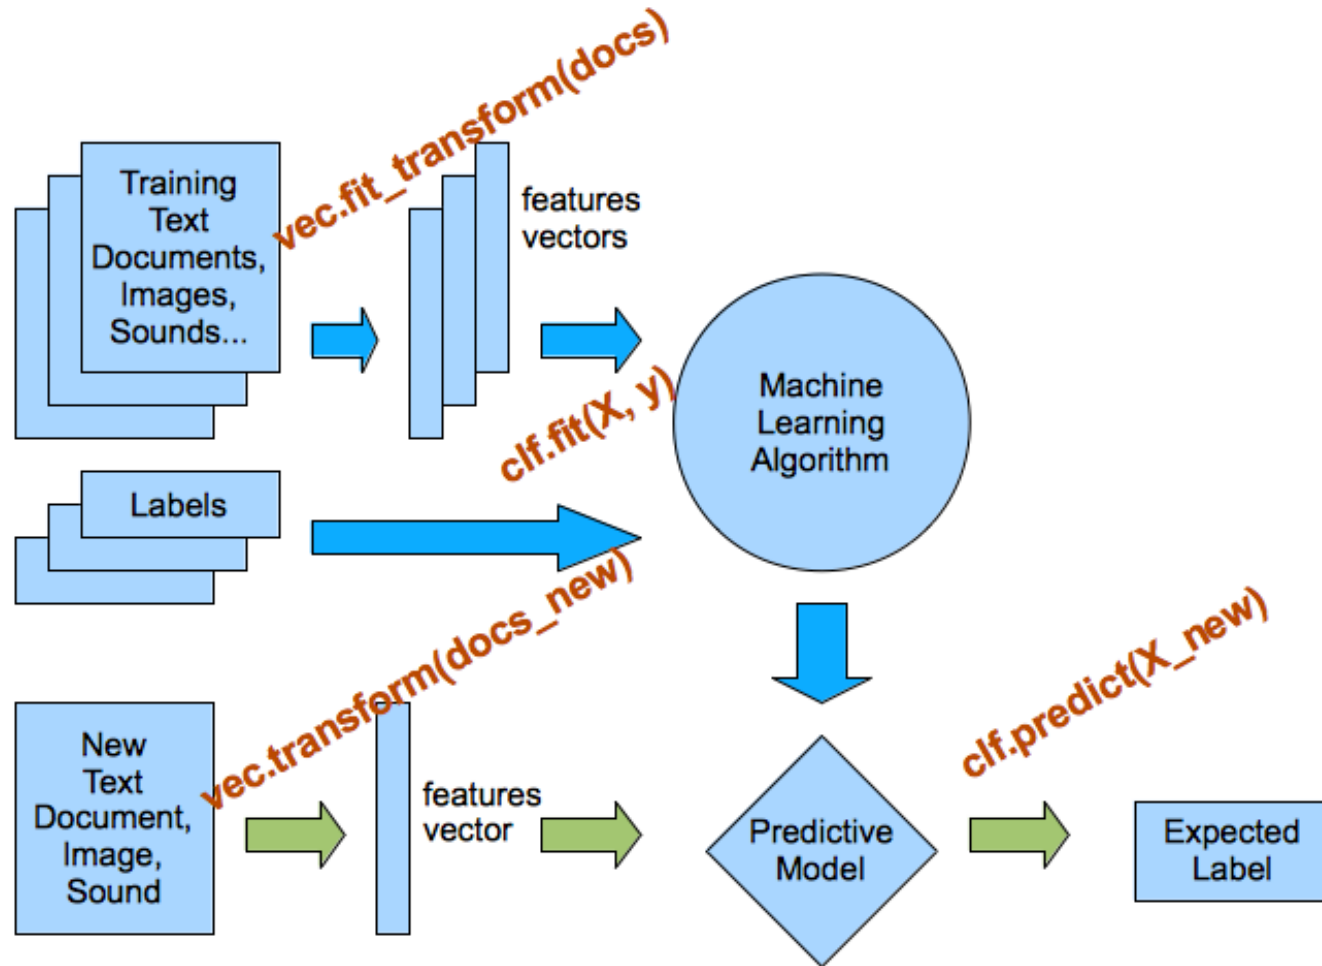 vec.fit_transform(docs)
Training
Text
Documents,
Images,
Sounds...
features
vectors
clf.fit(X, y)
Machine
Learning
Algorithm
Labels
vec.transform(docs_new)
New
Text
Document,
Image,
Sound
features
vector
Predictive
Model
clf.predict(X_new)
Expected
Label